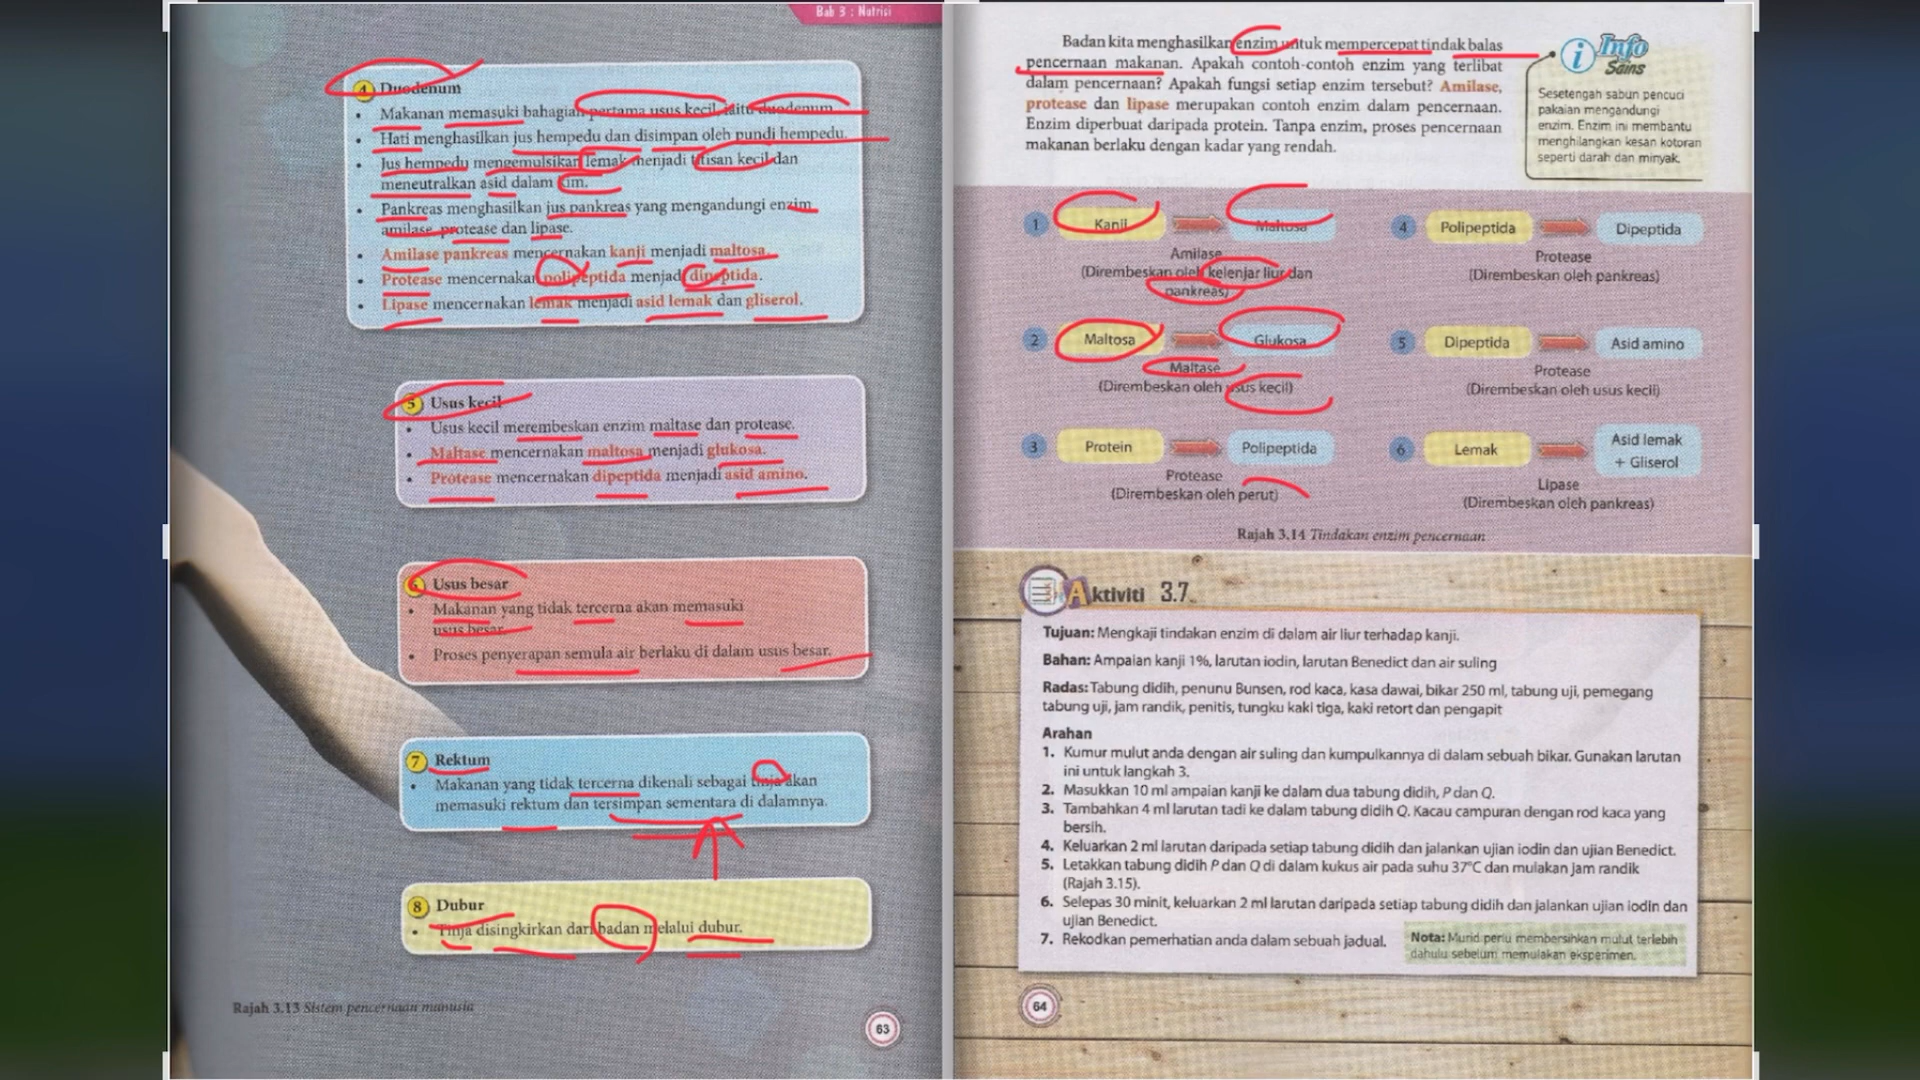 Bab 3 : Nutrisi
4 Duodenum
• Makanan memasuki bahagian pertama usus kecil, iaitu duodenum.
• Hati menghasilkan jus hempedu dan disimpan oleh pundi hempedu.
• Jus hempedu mengemulsikan lemak menjadi titisan kecil dan
meneutralkan asid dalam kim.
• Pankreas menghasilkan jus pankreas yang mengandungi enzim
amilase, protease dan lipase.
• Amilase pankreas mencernakan kanji menjadi maltosa.
• Protease mencernakan polipeptida menjadi dipeptida.
• Lipase mencernakan lemak menjadi asid lemak dan gliserol.
5 Usus kecil
• Usus kecil merembeskan enzim maltase dan protease.
• Maltase mencernakan maltosa menjadi glukosa.
• Protease mencernakan dipeptida menjadi asid amino.
6 Usus besar
• Makanan yang tidak tercerna akan memasuki
usus besar.
• Proses penyerapan semula air berlaku di dalam usus besar.
7 Rektum
• Makanan yang tidak tercerna dikenali sebagai tinja akan
memasuki rektum dan tersimpan sementara di dalamnya.
8 Dubur
• Tinja disingkirkan dari badan melalui dubur.
Rajah 3.13 Sistem pencernaan manusia
63
Badan kita menghasilkan enzim untuk mempercepat tindak balas
pencernaan makanan. Apakah contoh-contoh enzim yang terlibat
dalam pencernaan? Apakah fungsi setiap enzim tersebut? Amilase,
protease dan lipase merupakan contoh enzim dalam pencernaan.
Enzim diperbuat daripada protein. Tanpa enzim, proses pencernaan
makanan berlaku dengan kadar yang rendah.
i Info
Sains
Sesetengah sabun pencuci
pakaian mengandungi
enzim. Enzim ini membantu
menghilangkan kesan kotoran
seperti darah dan minyak.
1 Kanji Maltosa
Amilase
(Dirembeskan oleh kelenjar liur dan
pankreas)
2 Maltosa Glukosa
Maltase
(Dirembeskan oleh usus kecil)
3 Protein Polipeptida
Protease
(Dirembeskan oleh perut)
4 Polipeptida Dipeptida
Protease
(Dirembeskan oleh pankreas)
5 Dipeptida Asid amino
Protease
(Dirembeskan oleh usus kecil)
6 Lemak Asid lemak
+ Gliserol
Lipase
(Dirembeskan oleh pankreas)
Rajah 3.14 Tindakan enzim pencernaan
Aktiviti 3.7
Tujuan: Mengkaji tindakan enzim di dalam air liur terhadap kanji.
Bahan: Ampaian kanji 1%, larutan iodin, larutan Benedict dan air suling
Radas: Tabung didih, penunu Bunsen, rod kaca, kasa dawai, bikar 250 ml, tabung uji, pemegang
tabung uji, jam randik, penitis, tungku kaki tiga, kaki retort dan pengapit
Arahan
1. Kumur mulut anda dengan air suling dan kumpulkannya di dalam sebuah bikar. Gunakan larutan
ini untuk langkah 3.
2. Masukkan 10 ml ampaian kanji ke dalam dua tabung didih, P dan Q.
3. Tambahkan 4 ml larutan tadi ke dalam tabung didih Q. Kacau campuran dengan rod kaca yang
bersih.
4. Keluarkan 2 ml larutan daripada setiap tabung didih dan jalankan ujian iodin dan ujian Benedict.
5. Letakkan tabung didih P dan Q di dalam kukus air pada suhu 37°C dan mulakan jam randik
(Rajah 3.15).
6. Selepas 30 minit, keluarkan 2 ml larutan daripada setiap tabung didih dan jalankan ujian iodin dan
ujian Benedict.
7. Rekodkan pemerhatian anda dalam sebuah jadual.
Nota: Murid perlu membersihkan mulut terlebih
dahulu sebelum memulakan eksperimen.
64